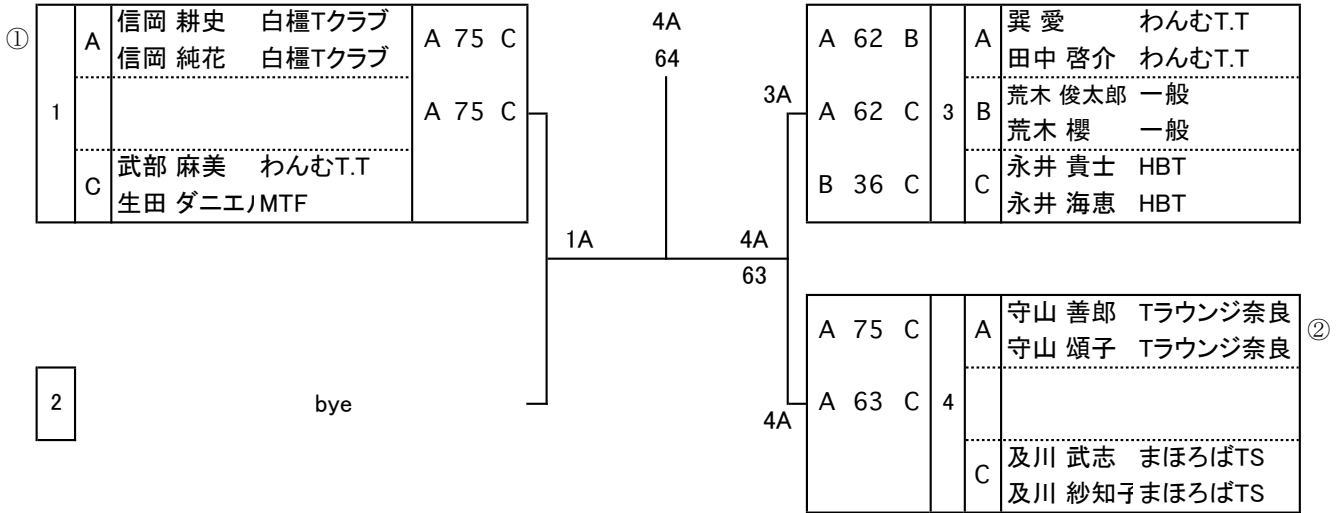 ① 1 A 信岡 耕史 白橿Tクラブ A 75 C
信岡 純花 白橿Tクラブ
A 75 C
C 武部 麻美 わんむT.T
生田 ダニエル MTF
1A
2 bye
4A
64
4A
63
3A
4A
A 62 B 3 A 巽 愛 わんむT.T
田中 啓介 わんむT.T
A 62 C B 荒木 俊太郎 一般
荒木 櫻 一般
B 36 C C 永井 貴士 HBT
永井 海恵 HBT
A 75 C 4 A 守山 善郎 Tラウンジ奈良 ②
守山 頌子 Tラウンジ奈良
A 63 C
C 及川 武志 まほろばTS
及川 紗知子 まほろばTS